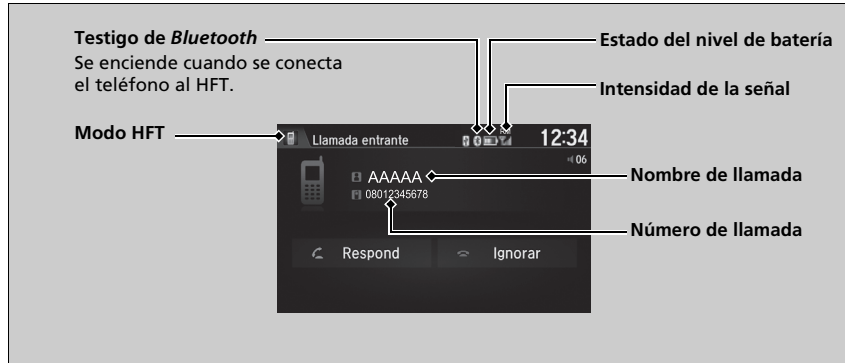 Testigo de Bluetooth
Se enciende cuando se conecta
el teléfono al HFT.
Modo HFT
Estado del nivel de batería
Intensidad de la señal
Nombre de llamada
Número de llamada
Llamada entrante
12:34
06
AAAAA
08012345678
Respond
Ignorar